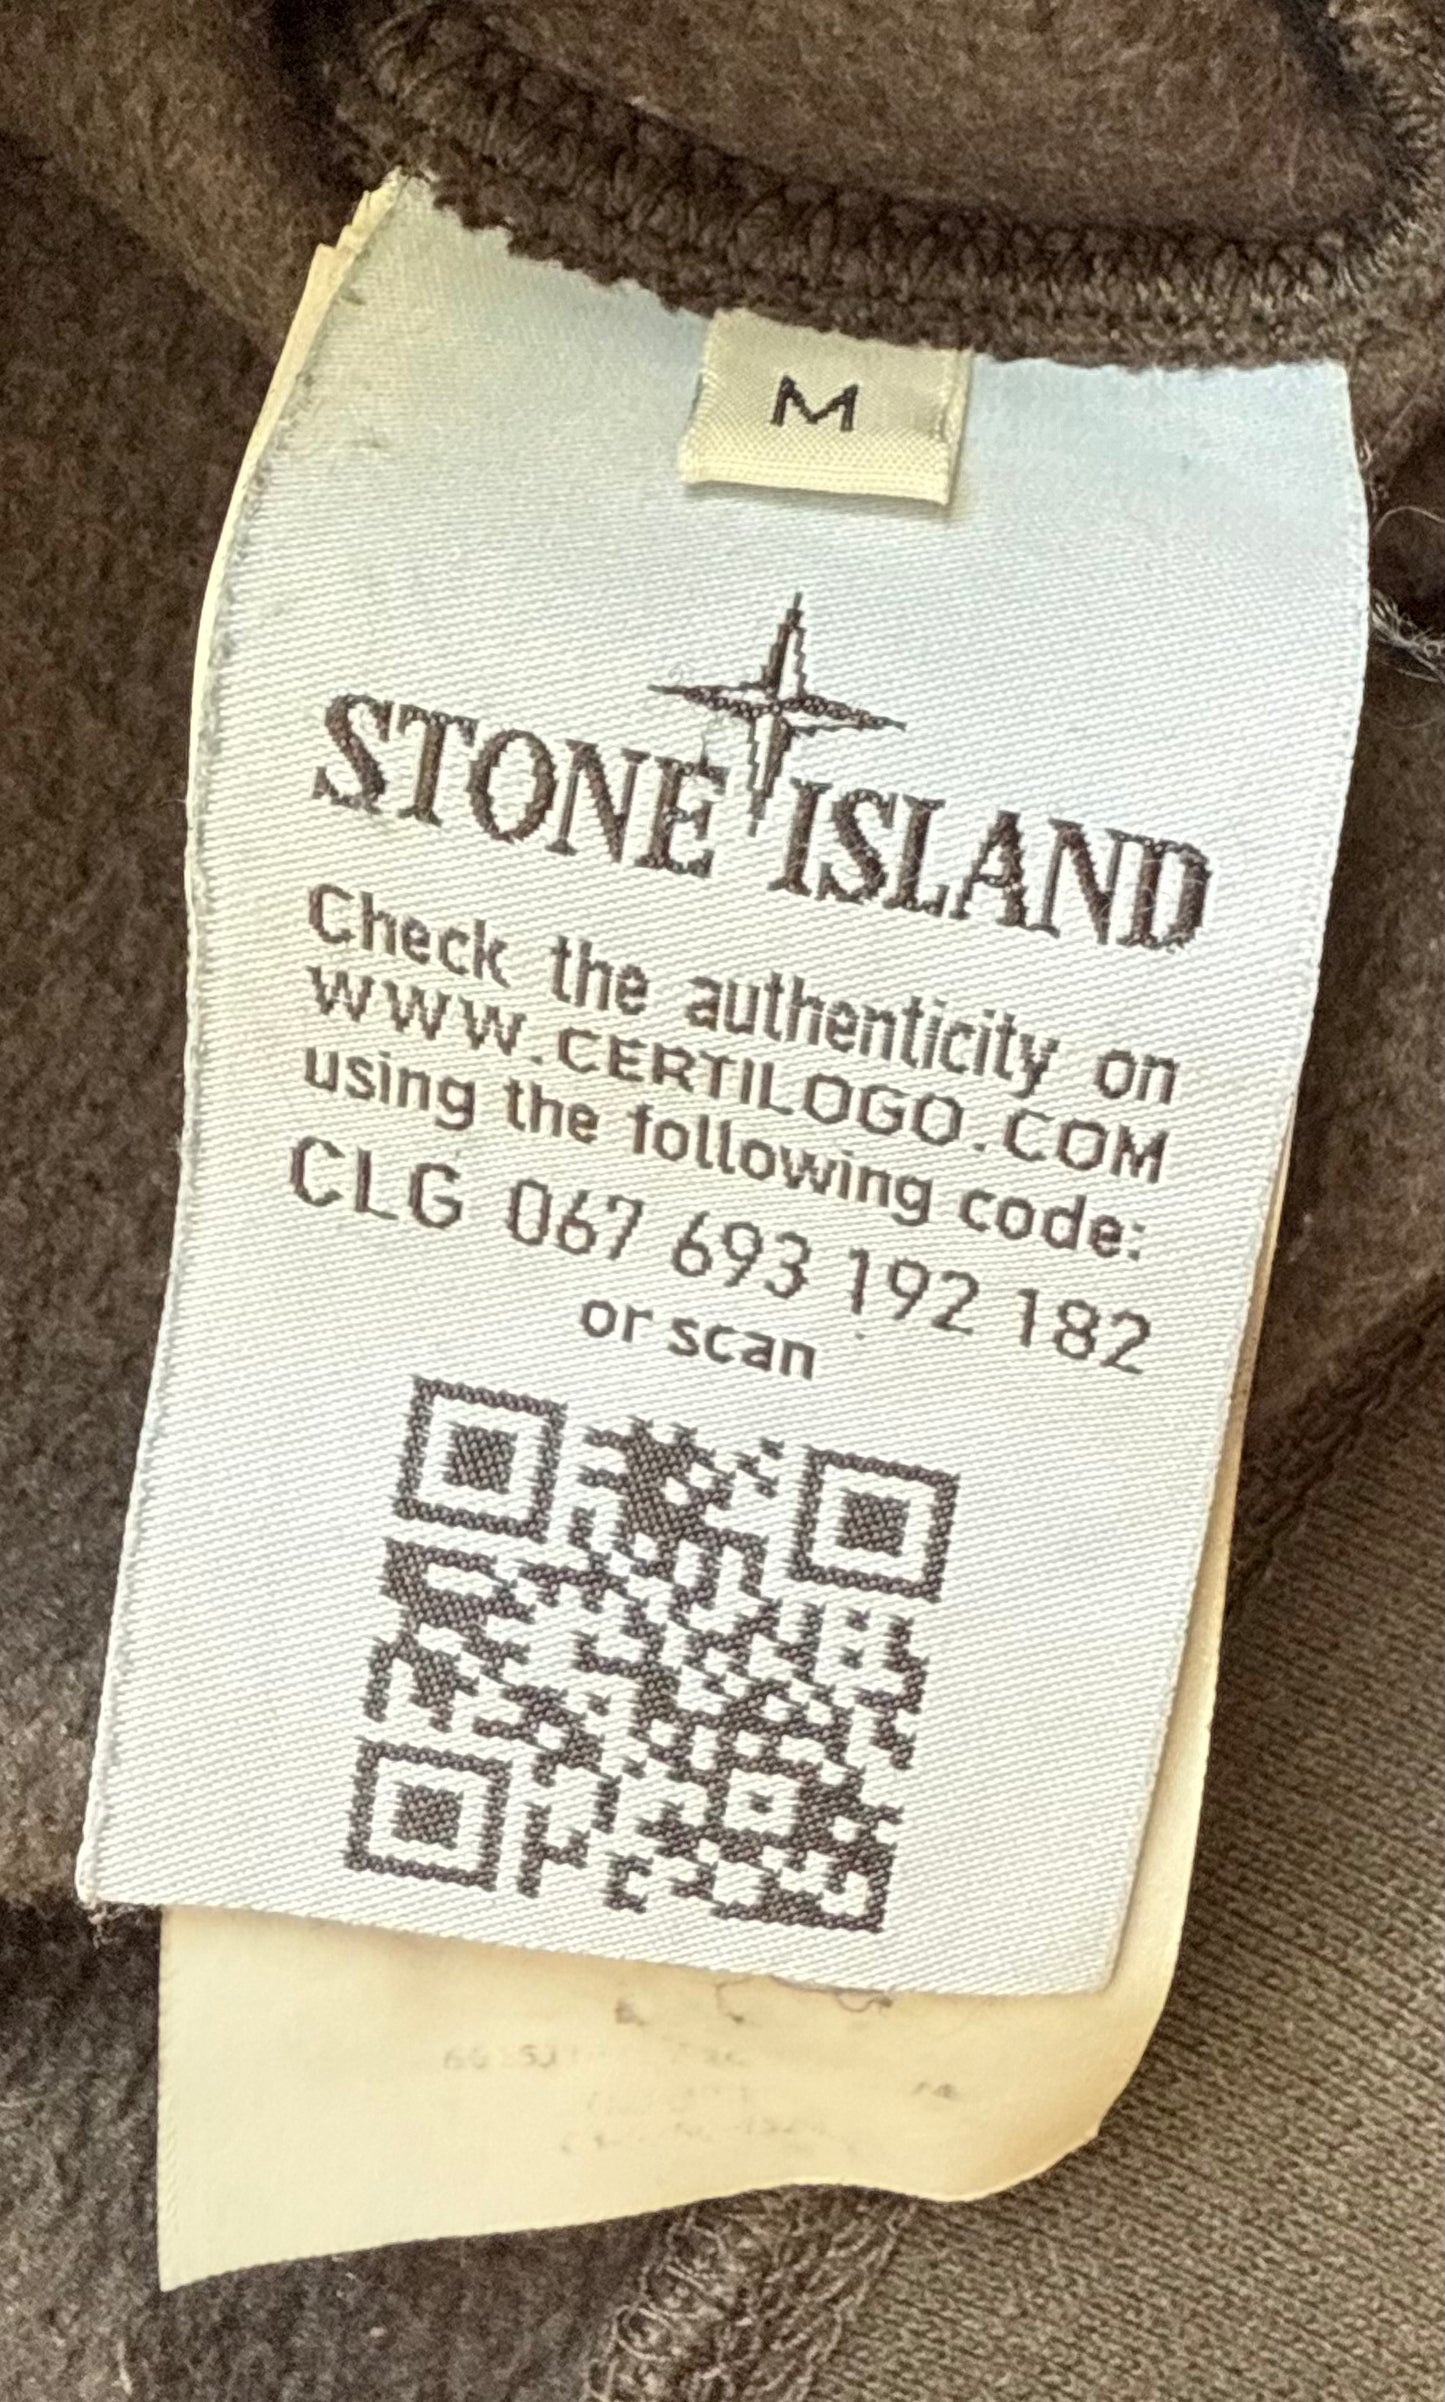 M
STONE ISLAND
Check the authenticity on
WWW.CERTILOGO.COM
using the following code:
CLG 067 693 192 182
or scan